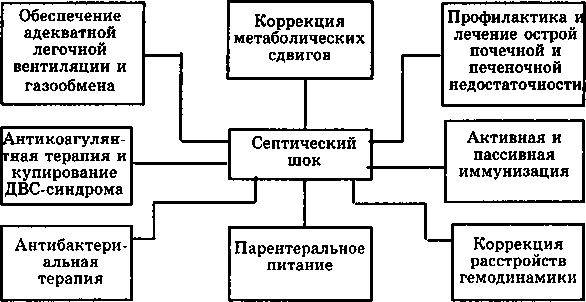 Обеспечение
адекватной
легочной
вентиляции и
газообмена
Коррекция
метаболических
сдвигов
Профилактика и
лечение острой
почечной и
печеночной
недостаточности
Антикоагулян-
тная терапия и
купирование
ДВС-синдрома
Септический
шок
Активная и
пассивная
иммунизация
Антибактери-
альная
терапия
Парентеральное
питание
Коррекция
расстройств
гемодинамики